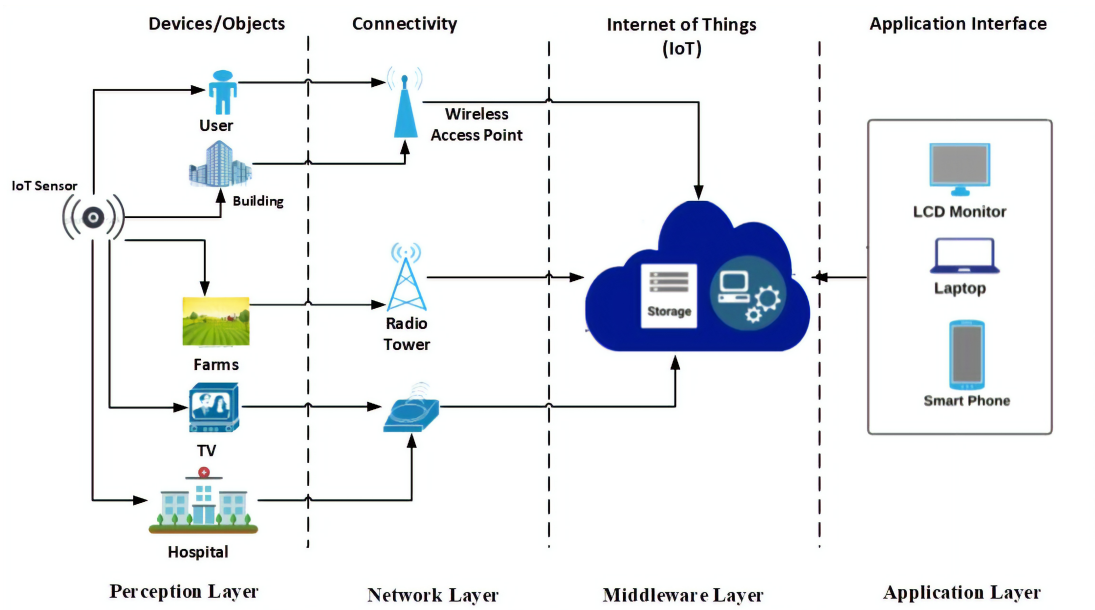 Devices/Objects
Connectivity
Internet of Things
(IoT)
Application Interface
User
Wireless
Access Point
IoT Sensor
Building
LCD Monitor
Storage
Laptop
Radio
Tower
Farms
Smart Phone
TV
Hospital
Perception Layer
Network Layer
Middleware Layer
Application Layer